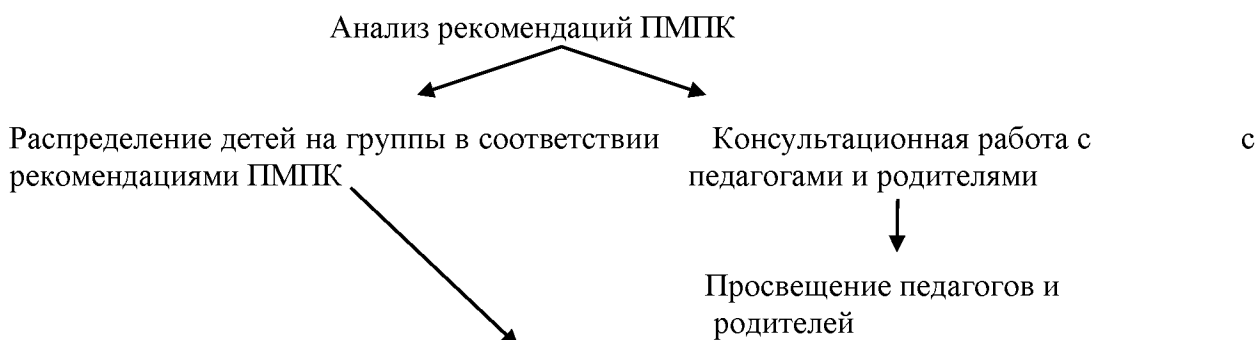 Анализ рекомендаций ПМПК
Распределение детей на группы в соответствии Консультационная работа с с
рекомендациями ПМПК педагогами и родителями
Просвещение педагогов и
родителей